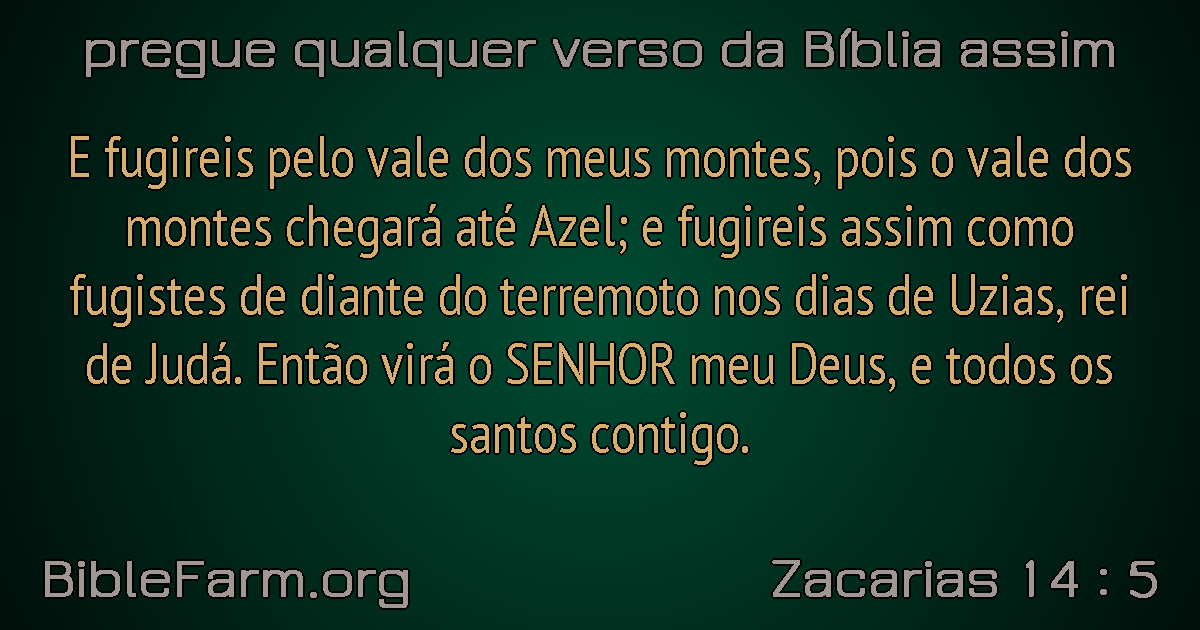 pregue qualquer verso da Bíblia assim
E fugireis pelo vale dos meus montes, pois o vale dos
montes chegará até Azel; e fugireis assim como
fugistes de diante do terremoto nos dias de Uzias, rei
de Judá. Então virá o SENHOR meu Deus, e todos os
santos contigo.
BibleFarm.org
Zacarias 14 : 5